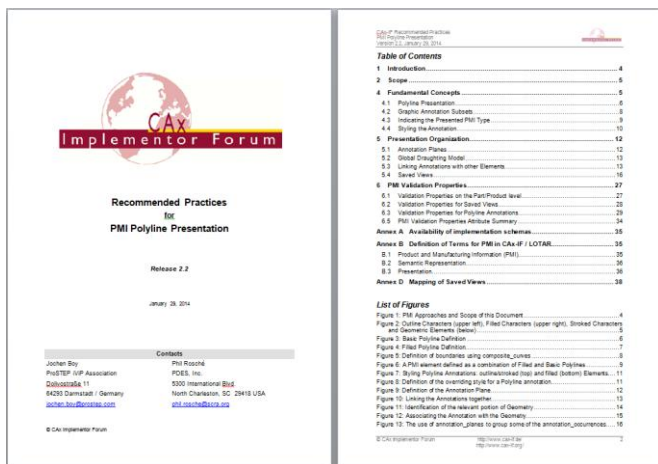 CAx
Implementor Forum
Recommended Practices
for
PMI Polyline Presentation
Release 2.2
January 29, 2014
Contacts
Jochen Boy
ProSTEP iViP Association
Dolivostraße 11
64293 Darmstadt / Germany
jochen.boy@prostep.com
Phil Rosché
PDES, Inc.
5300 International Blvd.
North Charleston, SC 29418 USA
phil.rosche@scra.org
© CAx Implementor Forum
CAx-IF Recommended Practices
PMI Polyline Presentation
Version 2.2, January 29, 2014
Table of Contents
1 Introduction 4
2 Scope 5
4 Fundamental Concepts 5
4.1 Polyline Presentation 6
4.2 Graphic Annotation Subsets 8
4.3 Indicating the Presented PMI Type 9
4.4 Styling the Annotation 10
5 Presentation Organization 12
5.1 Annotation Planes 12
5.2 Global Draughting Model 13
5.3 Linking Annotations with other Elements 13
5.4 Saved Views 16
6 PMI Validation Properties 27
6.1 Validation Properties on the Part/Product level 27
6.2 Validation Properties for Saved Views 28
6.3 Validation Properties for Polyline Annotations 29
6.5 PMI Validation Properties Attribute Summary 34
Annex A Availability of implementation schemas 35
Annex B Definition of Terms for PMI in CAx-IF / LOTAR 35
B.1 Product and Manufacturing Information (PMI) 35
B.2 Semantic Representation 36
B.3 Presentation 36
Annex D Mapping of Saved Views 38
List of Figures
Figure 1: PMI Approaches and Scope of this Document 4
Figure 2: Outline Characters (upper left), Filled Characters (upper right), Stroked Characters
and Geometric Elements (below) 5
Figure 3: Basic Polyline Definition 6
Figure 4: Filled Polyline Definition 7
Figure 5: Definition of boundaries using composite_curves 8
Figure 6: A PMI element defined as a combination of Filled and Basic Polylines 9
Figure 7: Styling Polyline Annotations: outline/stroked (top) and filled (bottom) Elements 11
Figure 8: Definition of the overriding style for a Polyline annotation 11
Figure 9: Definition of the Annotation Plane 12
Figure 10: Linking the Annotations together 13
Figure 11: Identification of the relevant portion of Geometry 14
Figure 12: Associating the Annotation with the Geometry 15
Figure 13: The use of annotation_planes to group some of the annotation_occurrences 16
© CAx Implementor Forum
http://www.cax-if.de/
http://www.cax-if.org/
2